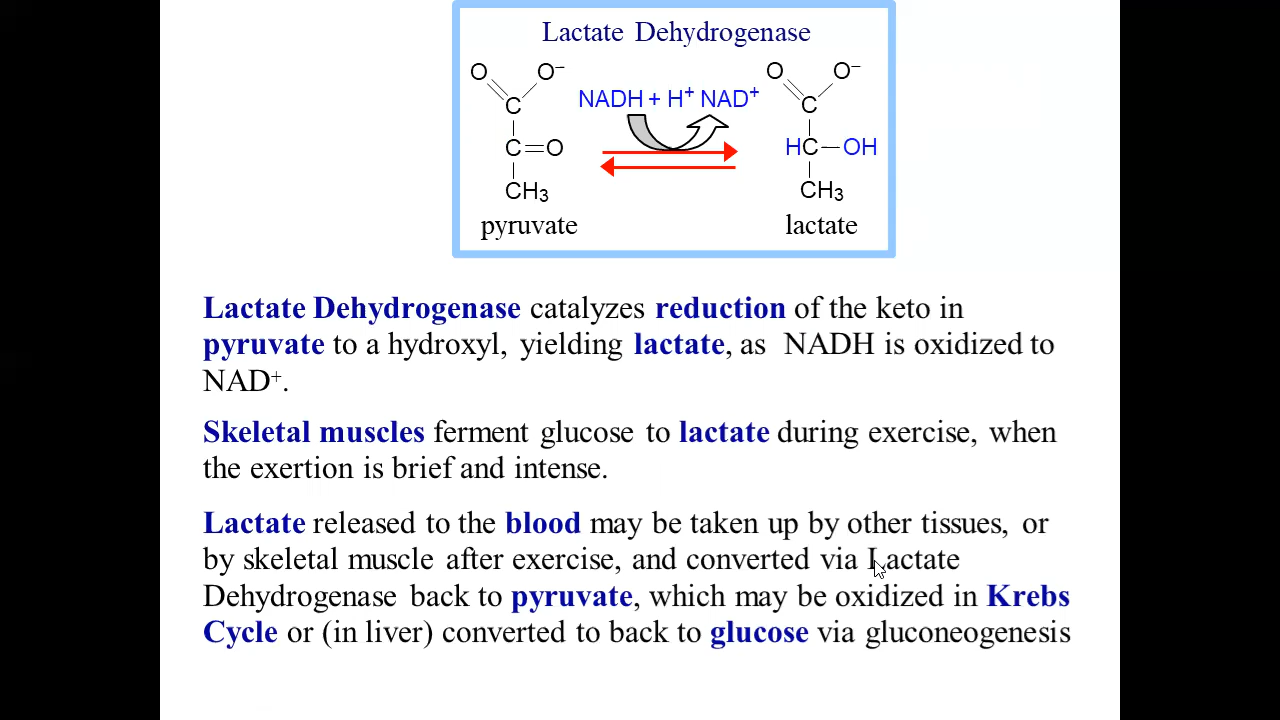 Lactate Dehydrogenase
O O⁻ O O⁻
NADH + H⁺ NAD⁺
C C
C=O HC—OH
CH₃ CH₃
pyruvate lactate
Lactate Dehydrogenase catalyzes reduction of the keto in
pyruvate to a hydroxyl, yielding lactate, as NADH is oxidized to
NAD⁺.
Skeletal muscles ferment glucose to lactate during exercise, when
the exertion is brief and intense.
Lactate released to the blood may be taken up by other tissues, or
by skeletal muscle after exercise, and converted via Lactate
Dehydrogenase back to pyruvate, which may be oxidized in Krebs
Cycle or (in liver) converted to back to glucose via gluconeogenesis